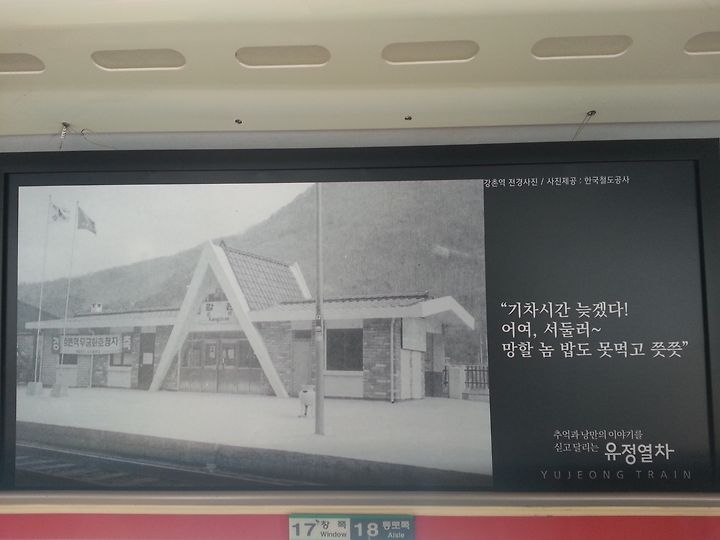 강촌역 전경사진 / 사진제공 : 한국철도공사
“기차시간 늦겠다!
어여, 서둘러~
망할 놈 밥도 못먹고 쯧쯧”
추억과 낭만의 이야기를
싣고 달리는 유정열차
YUJEONG TRAIN
강촌
17 창 쪽 Window 18 통로쪽 Aisle